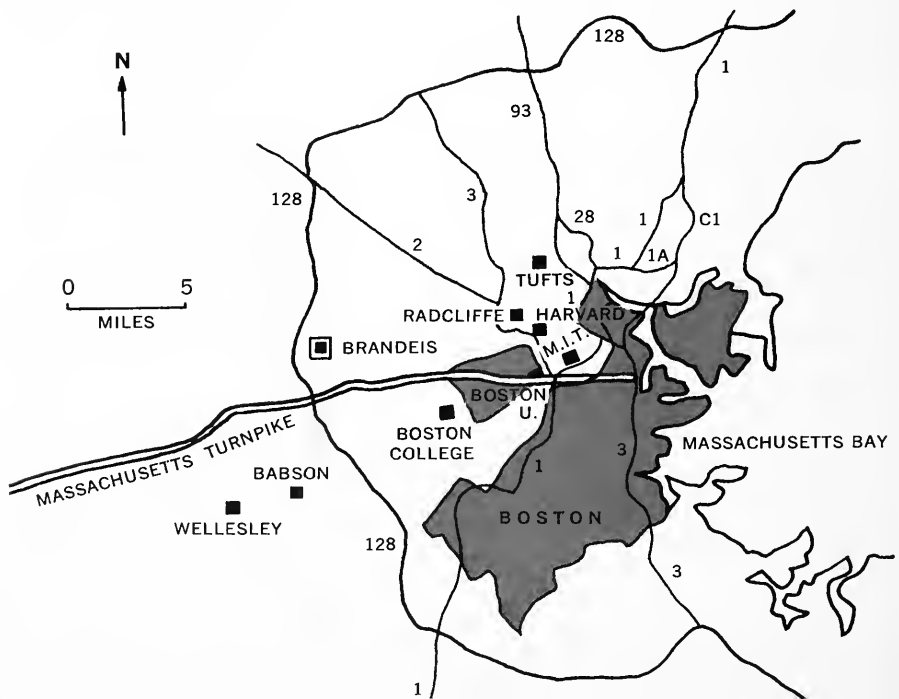 N
128
1
93
3
128
28
1
C1
2
1
1A
0 5
MILES
TUFTS
1
RADCLIFFE
HARVARD
M.I.T.
BRANDEIS
BOSTON
U.
BOSTON
COLLEGE
MASSACHUSETTS TURNPIKE
1
3
MASSACHUSETTS BAY
BABSON
WELLESLEY
BOSTON
128
3
1